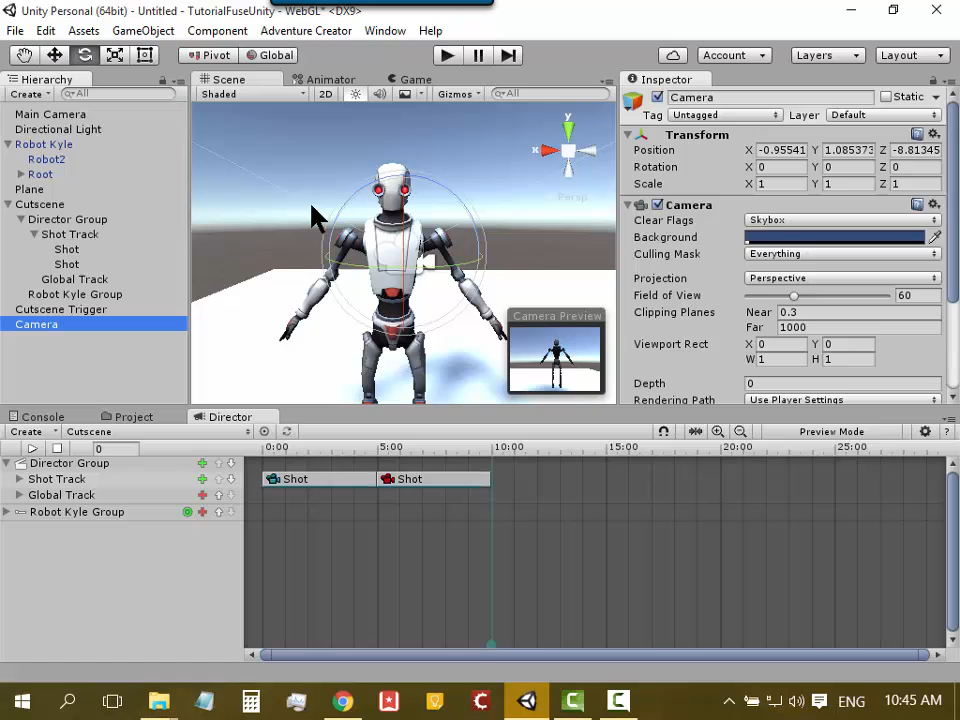 Unity Personal (64bit) - Untitled - TutorialFuseUnity - WebGL* <DX9>
File Edit Assets GameObject Component Adventure Creator Window Help
Pivot Global Account Layers Layout
Hierarchy Scene Animator Game Inspector
Create All Shaded 2D Gizmos All
Camera Static
Tag Untagged Layer Default
Main Camera
Directional Light
Robot Kyle
Robot2
Root
Plane
Cutscene
Director Group
Shot Track
Shot
Shot
Global Track
Robot Kyle Group
Cutscene Trigger
Camera
y
x
Persp
Camera Preview
Transform
Position X -0.95541 Y 1.085373 Z -8.81345
Rotation X 0 Y 0 Z 0
Scale X 1 Y 1 Z 1
Camera
Clear Flags Skybox
Background
Culling Mask Everything
Projection Perspective
Field of View 60
Clipping Planes Near 0.3
Far 1000
Viewport Rect X 0 Y 0
W 1 H 1
Depth 0
Rendering Path Use Player Settings
Console Project Director
Create Cutscene Preview Mode ?
0 0:00 5:00 10:00 15:00 20:00 25:00
Director Group
Shot Track Shot Shot
Global Track
Robot Kyle Group
ENG 10:45 AM